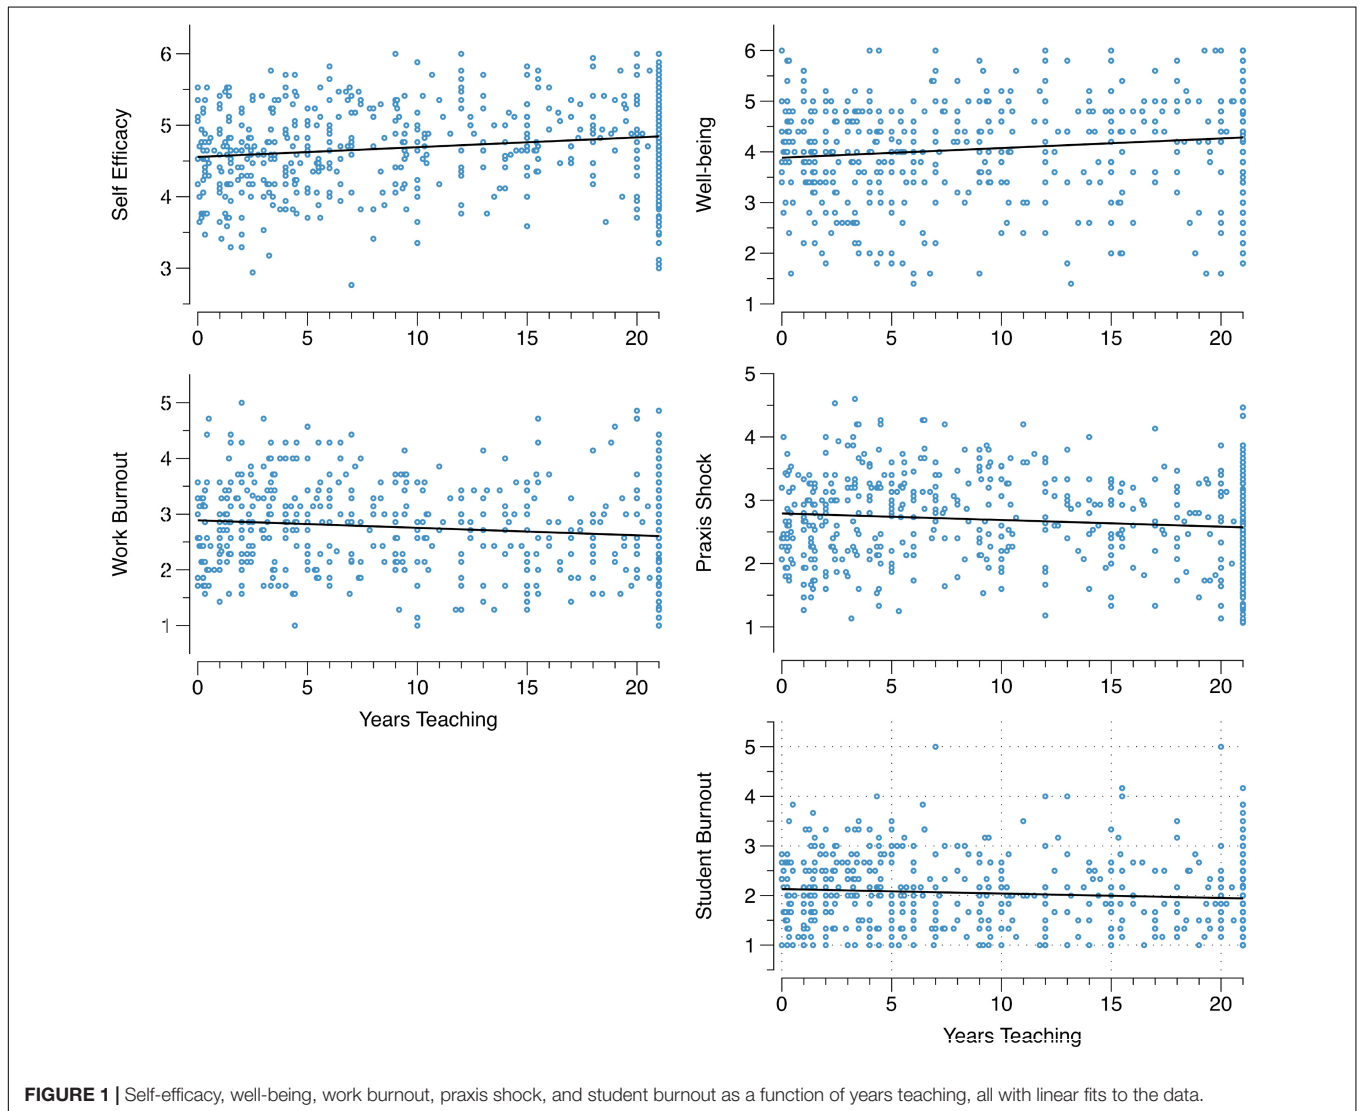 Self Efficacy
6
5
4
3
0 5 10 15 20
Well-being
6
5
4
3
2
1
0 5 10 15 20
Work Burnout
5
4
3
2
1
0 5 10 15 20
Years Teaching
Praxis Shock
5
4
3
2
1
0 5 10 15 20
Student Burnout
5
4
3
2
1
0 5 10 15 20
Years Teaching
FIGURE 1 | Self-efficacy, well-being, work burnout, praxis shock, and student burnout as a function of years teaching, all with linear fits to the data.